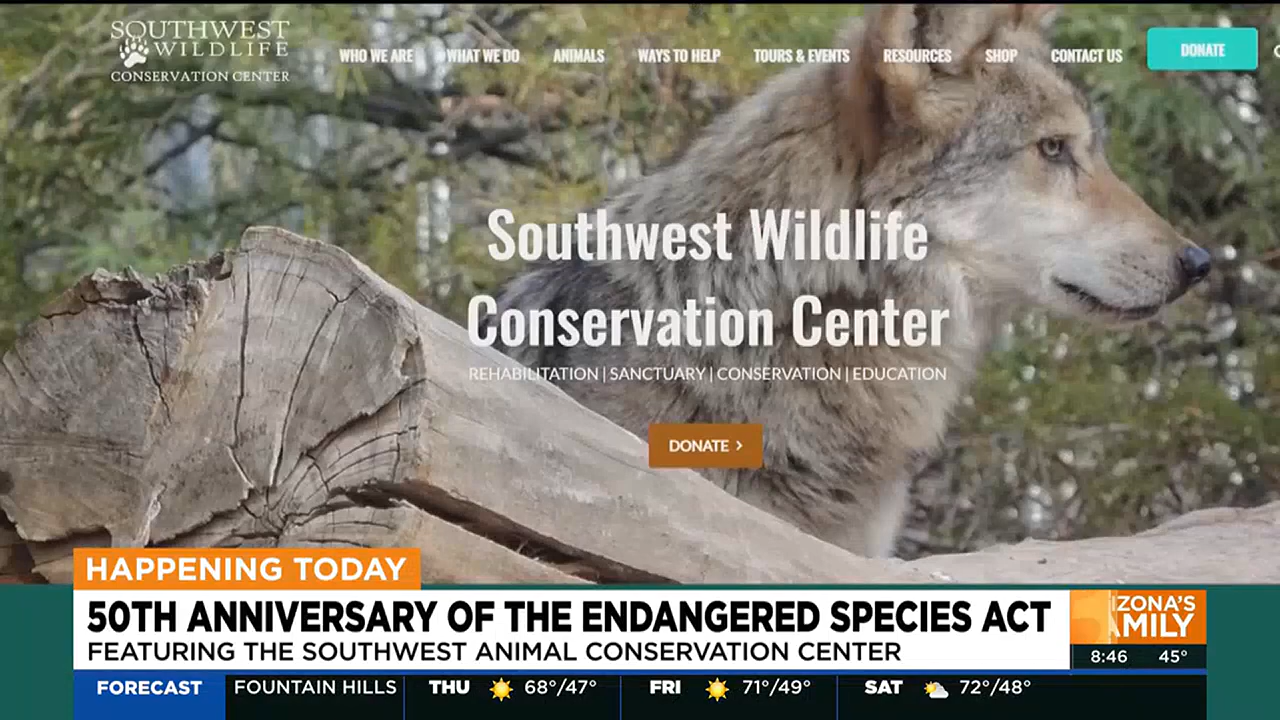 SOUTHWEST
WILDLIFE
CONSERVATION CENTER
WHO WE ARE WHAT WE DO ANIMALS WAYS TO HELP TOURS & EVENTS RESOURCES SHOP CONTACT US DONATE
Southwest Wildlife
Conservation Center
REHABILITATION | SANCTUARY | CONSERVATION | EDUCATION
DONATE >
HAPPENING TODAY
50TH ANNIVERSARY OF THE ENDANGERED SPECIES ACT
FEATURING THE SOUTHWEST ANIMAL CONSERVATION CENTER
IZONA'S
AMILY
8:46 45°
FORECAST FOUNTAIN HILLS THU 68°/47° FRI 71°/49° SAT 72°/48°